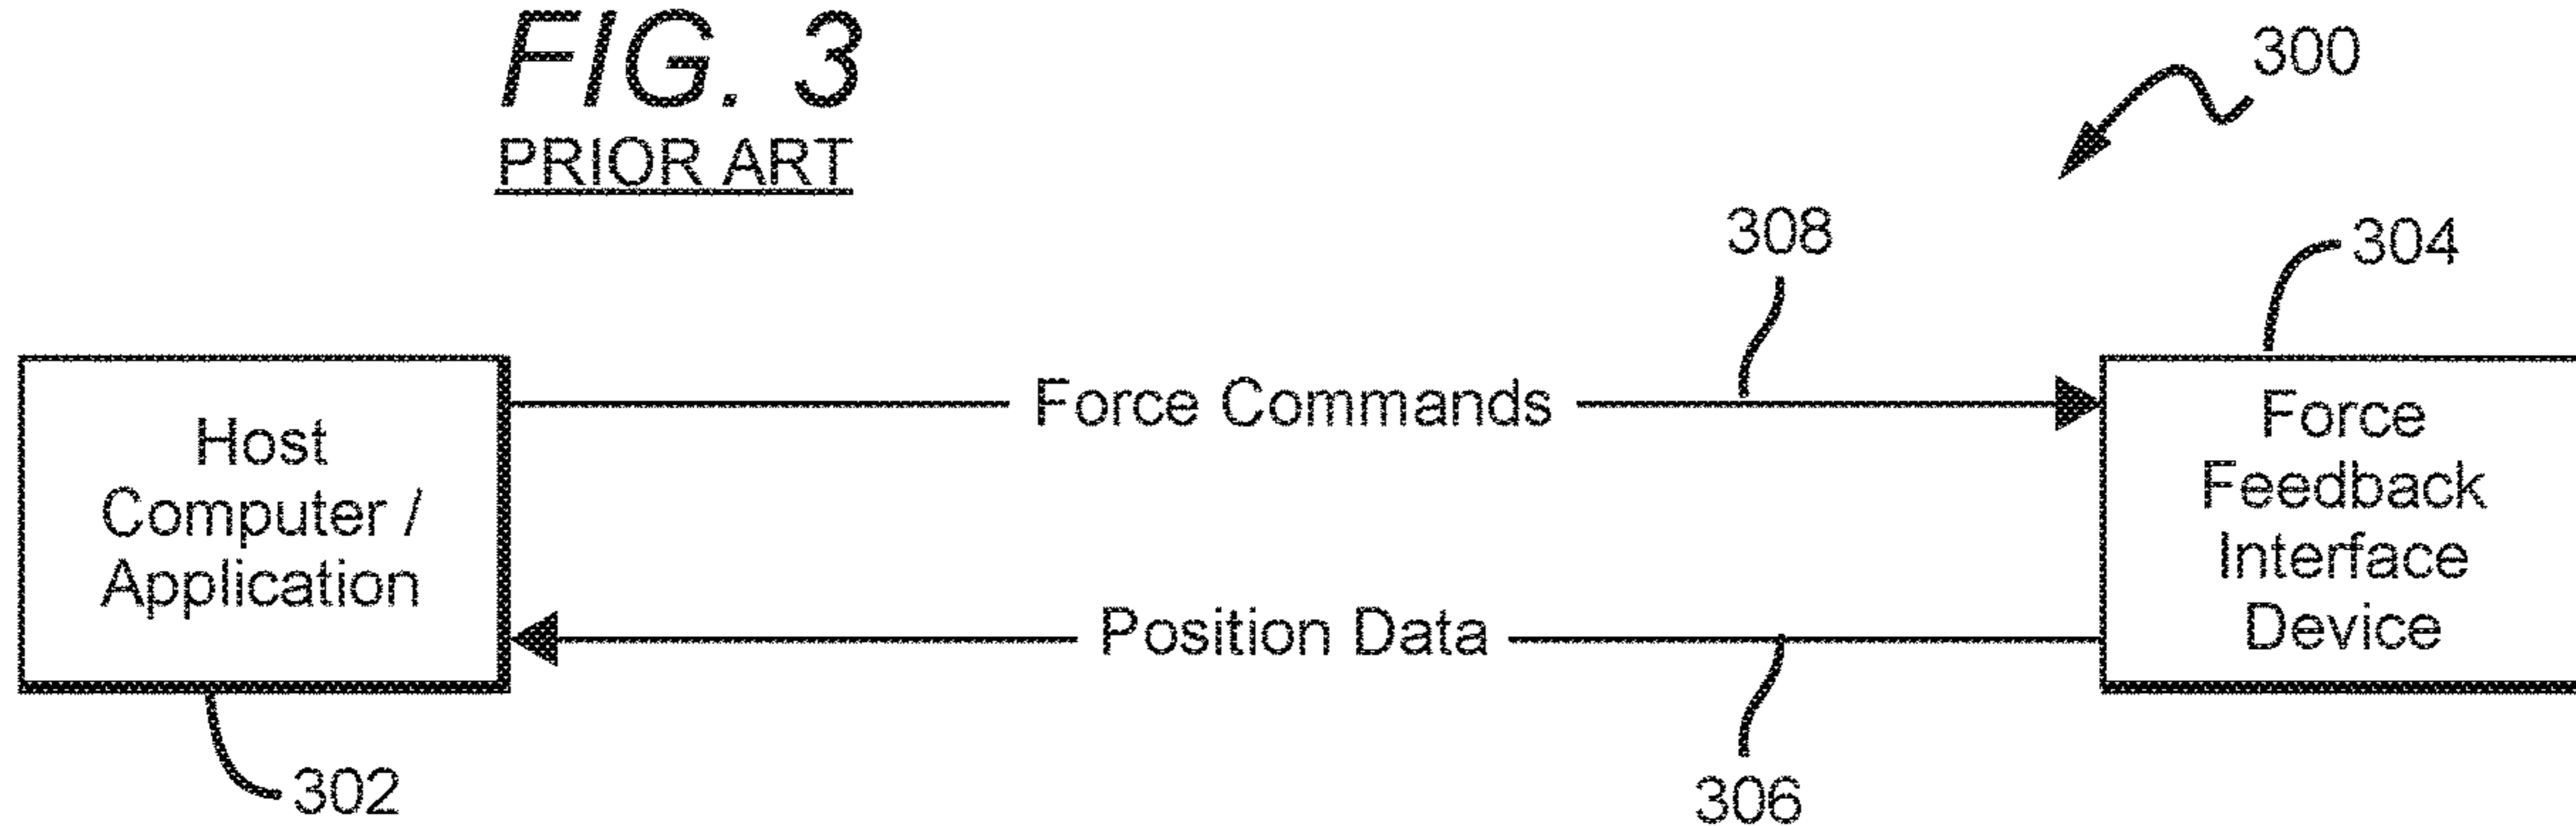 FIG. 3
PRIOR ART
300
308
304
Host
Computer /
Application
Force Commands
Force
Feedback
Interface
Device
Position Data
302
306